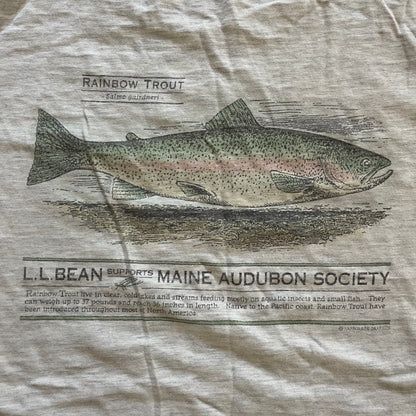 RAINBOW TROUT
- Salmo gairdneri -
L.L.BEAN SUPPORTS MAINE AUDUBON SOCIETY
Rainbow Trout live in clear, cold lakes and streams feeding mostly on aquatic insects and small fish. They
can weigh up to 37 pounds and reach 36 inches in length. Native to the Pacific coast, Rainbow Trout have
been introduced throughout most of North America.